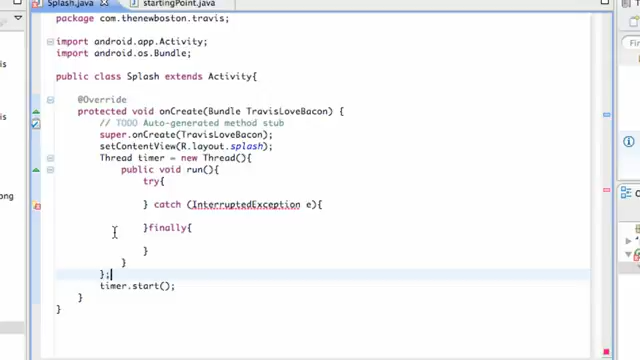 Splash.java
startingPoint.java
package com.thenewboston.travis;
import android.app.Activity;
import android.os.Bundle;
public class Splash extends Activity{
@Override
protected void onCreate(Bundle TravisLoveBacon) {
// TODO Auto-generated method stub
super.onCreate(TravisLoveBacon);
setContentView(R.layout.splash);
Thread timer = new Thread(){
public void run(){
try{
} catch (InterruptedException e){
}finally{
}
}
};
timer.start();
}
}